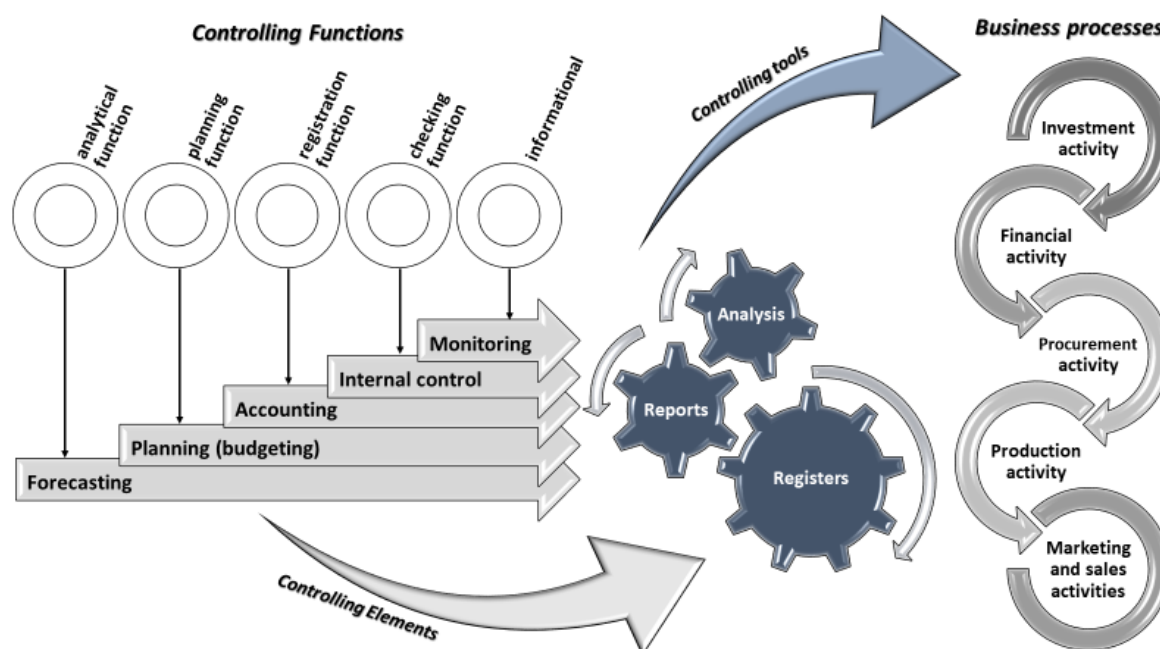 Controlling Functions
analytical
function
planning
function
registration
function
checking
function
informational
Monitoring
Internal control
Accounting
Planning (budgeting)
Forecasting
Controlling Elements
Controlling tools
Analysis
Reports
Registers
Business processes
Investment
activity
Financial
activity
Procurement
activity
Production
activity
Marketing
and sales
activities